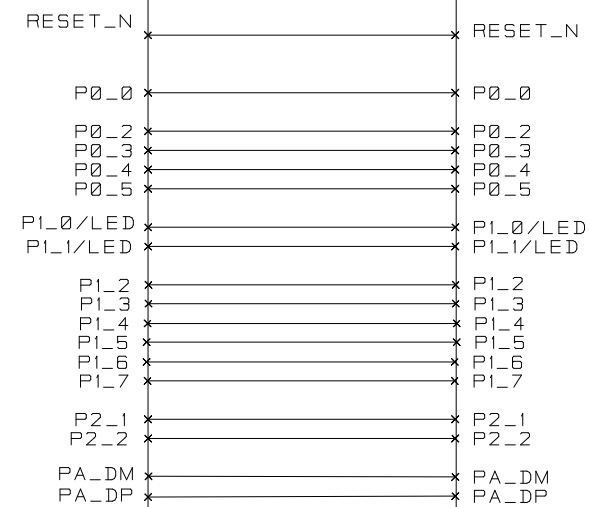 RESET_N RESET_N
P0_0 P0_0
P0_2 P0_2
P0_3 P0_3
P0_4 P0_4
P0_5 P0_5
P1_0/LED P1_0/LED
P1_1/LED P1_1/LED
P1_2 P1_2
P1_3 P1_3
P1_4 P1_4
P1_5 P1_5
P1_6 P1_6
P1_7 P1_7
P2_1 P2_1
P2_2 P2_2
PA_DM PA_DM
PA_DP PA_DP